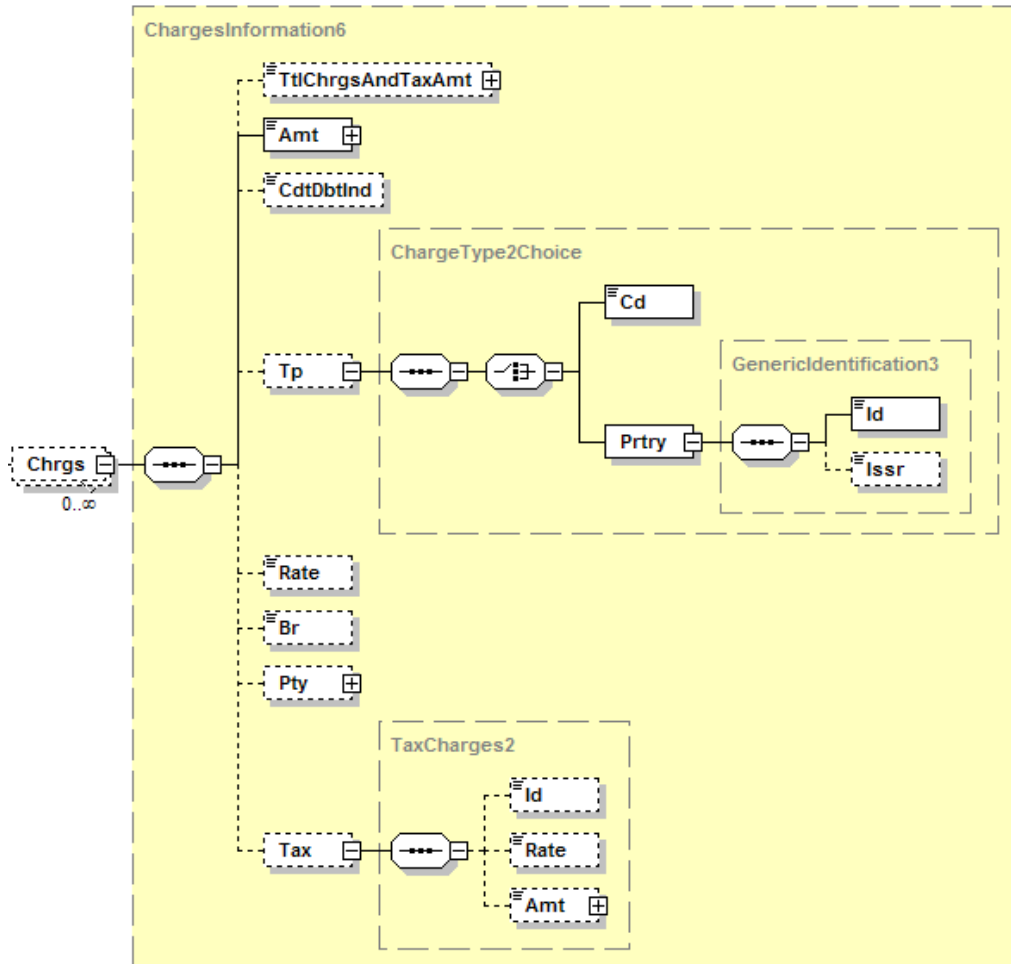 ChargesInformation6
TtlChrgsAndTaxAmt
Amt
CdtDbtInd
ChargeType2Choice
Cd
GenericIdentification3
Tp
Id
Prtry
Issr
Chrgs
0..∞
Rate
Br
Pty
TaxCharges2
Id
Tax
Rate
Amt